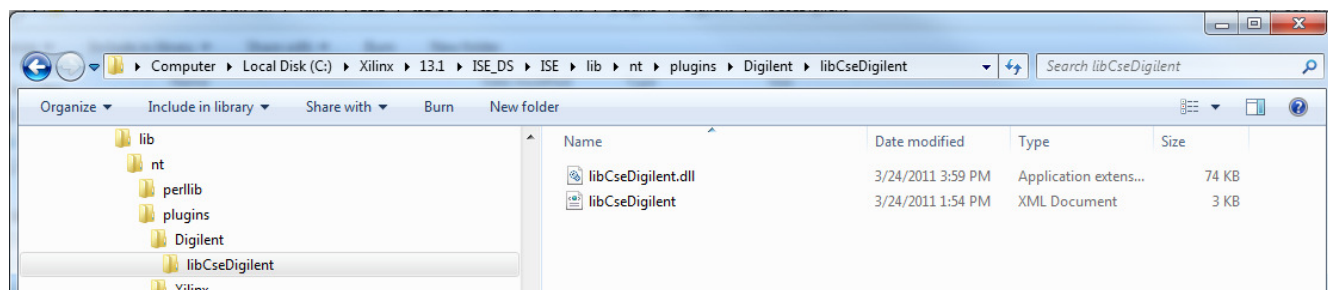 Computer Local Disk (C:) Xilinx 13.1 ISE_DS ISE lib nt plugins Digilent libCseDigilent Search libCseDigilent
Organize Include in library Share with Burn New folder
lib
nt
perllib
plugins
Digilent
libCseDigilent
Xilinx
Name Date modified Type Size
libCseDigilent.dll 3/24/2011 3:59 PM Application extens... 74 KB
libCseDigilent 3/24/2011 1:54 PM XML Document 3 KB